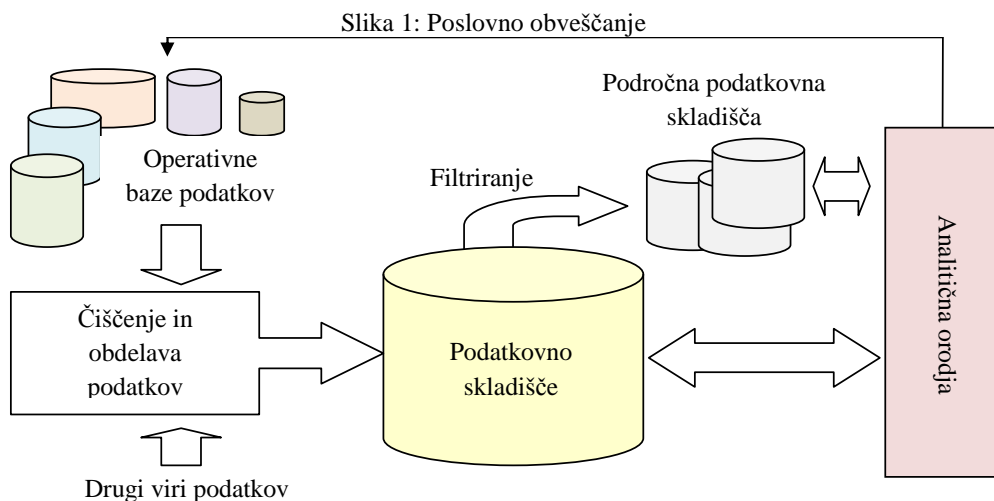 Slika 1: Poslovno obveščanje
Operativne
baze podatkov
Področna podatkovna
skladišča
Filtriranje
Čiščenje in
obdelava
podatkov
Podatkovno
skladišče
Analitična orodja
Drugi viri podatkov